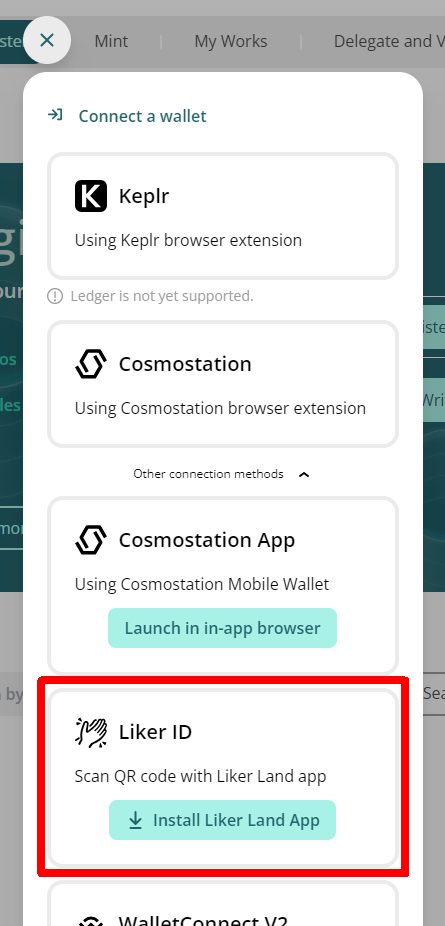 Mint
My Works
Delegate and V
Connect a wallet
Keplr
Using Keplr browser extension
Ledger is not yet supported.
Cosmostation
Using Cosmostation browser extension
Other connection methods
Cosmostation App
Using Cosmostation Mobile Wallet
Launch in in-app browser
by
Sea
Liker ID
Scan QR code with Liker Land app
Install Liker Land App
WalletConnect V2